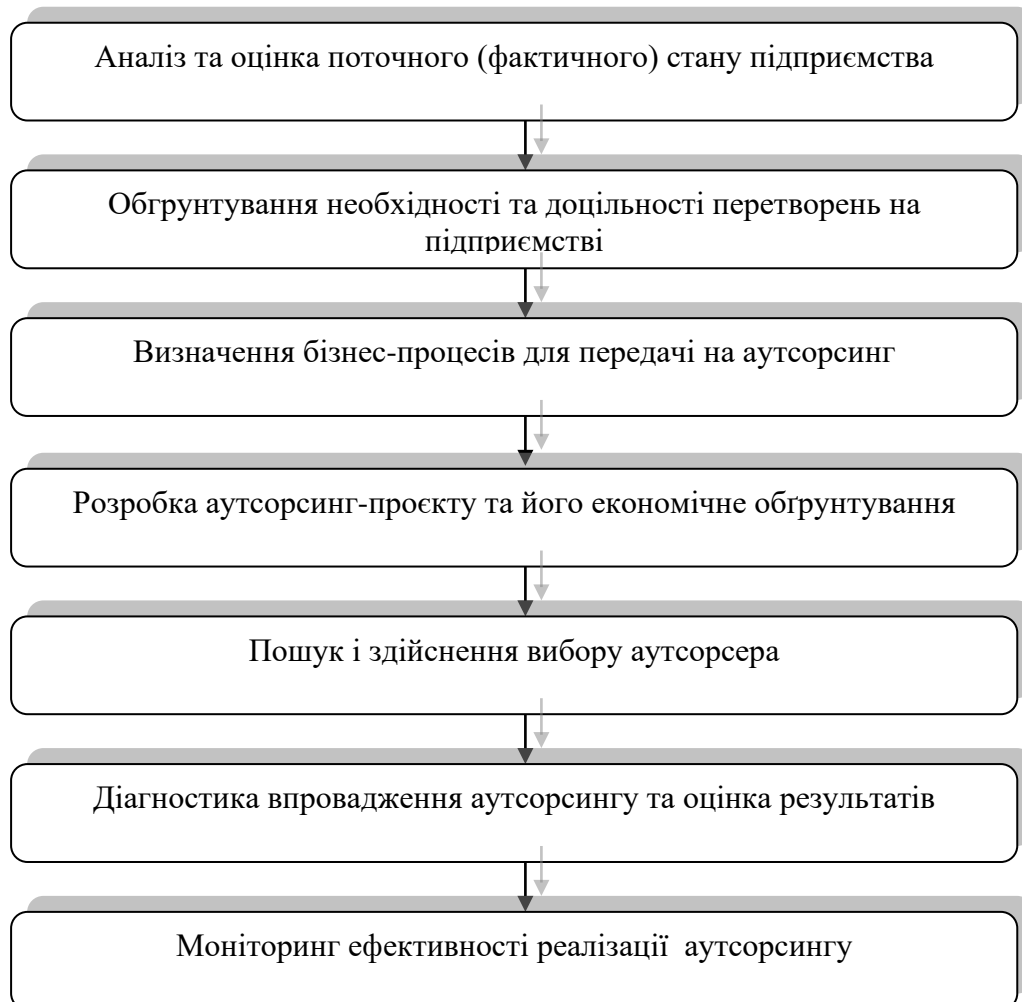 Аналіз та оцінка поточного (фактичного) стану підприємства
Обгрунтування необхідності та доцільності перетворень на
підприємстві
Визначення бізнес-процесів для передачі на аутсорсинг
Розробка аутсорсинг-проєкту та його економічне обґрунтування
Пошук і здійснення вибору аутсорсера
Діагностика впровадження аутсорсингу та оцінка результатів
Моніторинг ефективності реалізації  аутсорсингу